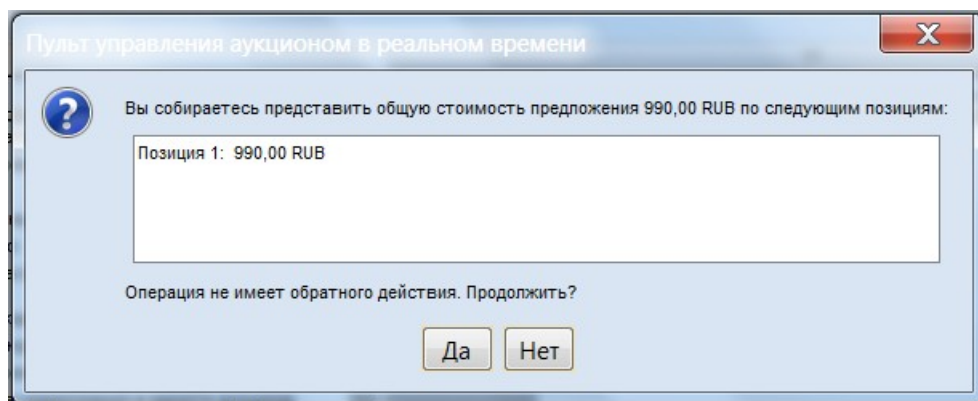 Пульт управления аукционом в реальном времени
Вы собираетесь представить общую стоимость предложения 990,00 RUB по следующим позициям:
Позиция 1: 990,00 RUB
Операция не имеет обратного действия. Продолжить?
Да Нет